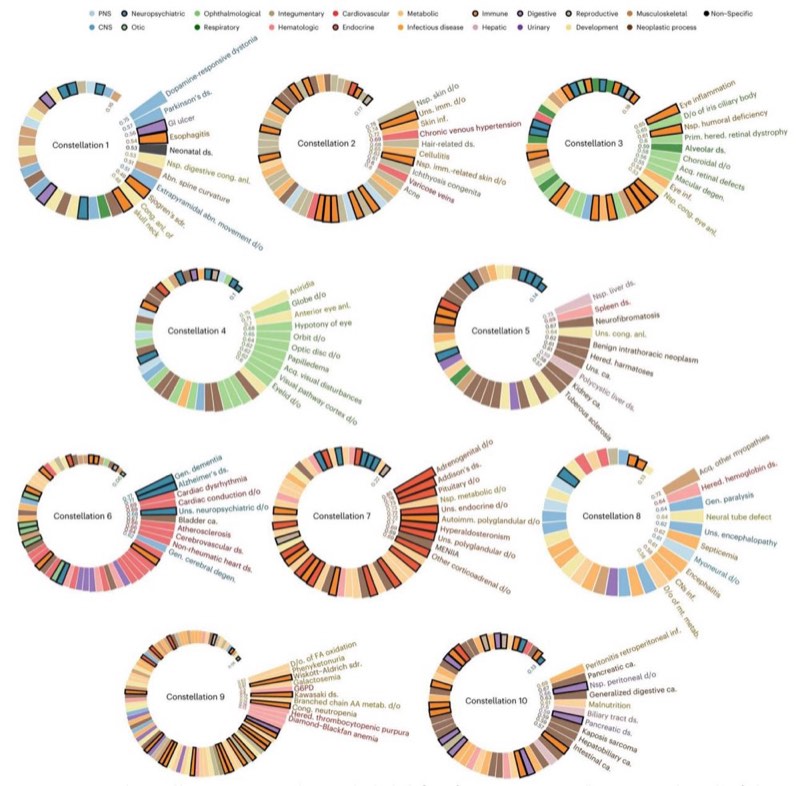 PNS Neuropsychiatric Ophthalmological Integumentary Cardiovascular Metabolic Immune Digestive Reproductive Musculoskeletal Non-Specific
CNS Otic Respiratory Hematologic Endocrine Infectious disease Hepatic Urinary Development Neoplastic process
Constellation 1
Dopamine-responsive dystonia
Parkinson's ds.
GI ulcer
Esophagitis
Neonatal ds.
Nsp. digestive cong. anl.
Abn. spine curvature
Extrapyramidal abn. movement d/o
Sjogren's sdr.
Cong. anl. of
skull neck
Constellation 2
Nsp. skin d/o
Uns. imm. d/o
Skin inf.
Chronic venous hypertension
Hair-related ds.
Cellulitis
Nsp. imm.-related skin d/o
Ichthyosis congenita
Varicose veins
Acne
Constellation 3
Eye inflammation
D/o of iris ciliary body
Nsp. humoral deficiency
Prim. hered. retinal dystrophy
Alveolar ds.
Choroidal d/o
Acq. retinal defects
Macular degen.
Eye inf.
Nsp. cong. eye anl.
Constellation 4
Aniridia
Globe d/o
Anterior eye anl.
Hypotony of eye
Orbit d/o
Optic disc d/o
Papilledema
Acq. visual disturbances
Visual pathway cortex d/o
Eyelid d/o
Constellation 5
Nsp. liver ds.
Spleen ds.
Neurofibromatosis
Uns. cong. anl.
Benign intrathoracic neoplasm
Hered. harmatoses
Uns. ca.
Polycystic liver ds.
Kidney ca.
Tuberous sclerosis
Constellation 6
Gen. dementia
Alzheimer's ds.
Cardiac dysrhythmia
Cardiac conduction d/o
Uns. neuropsychiatric d/o
Bladder ca.
Atherosclerosis
Cerebrovascular ds.
Non-rheumatic heart ds.
Gen. cerebral degen.
Constellation 7
Adrenogenital d/o
Addison's ds.
Pituitary d/o
Nsp. metabolic d/o
Uns. endocrine d/o
Autoimm. polyglandular d/o
Hyperaldosteronism
Uns. polyglandular d/o
MENIIA
Other corticoadrenal d/o
Constellation 8
Acq. other myopathies
Hered. hemoglobin ds.
Gen. paralysis
Neural tube defect
Uns. encephalopathy
Septicemia
Myoneural d/o
Encephalitis
CNS inf.
D/o of mt. metab.
Constellation 9
D/o. of FA oxidation
Phenylketonuria
Wiskott-Aldrich sdr.
Galactosemia
G6PD
Kawasaki ds.
Branched chain AA metab. d/o
Cong. neutropenia
Hered. thrombocytopenic purpura
Diamond-Blackfan anemia
Constellation 10
Peritonitis retroperitoneal inf.
Pancreatic ca.
Nsp. peritoneal d/o
Generalized digestive ca.
Malnutrition
Biliary tract ds.
Pancreatic ds.
Kaposis sarcoma
Hepatobiliary ca.
Intestinal ca.